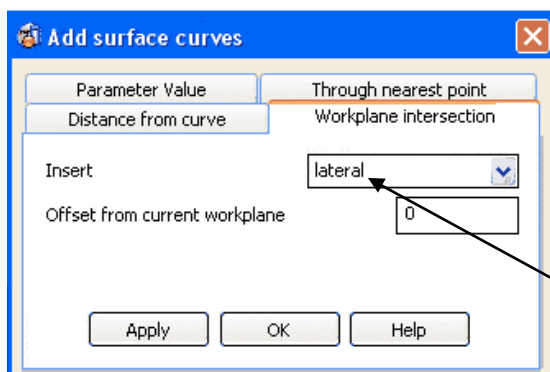 Add surface curves
Parameter Value Through nearest point
Distance from curve Workplane intersection
Insert lateral
Offset from current workplane 0
Apply OK Help